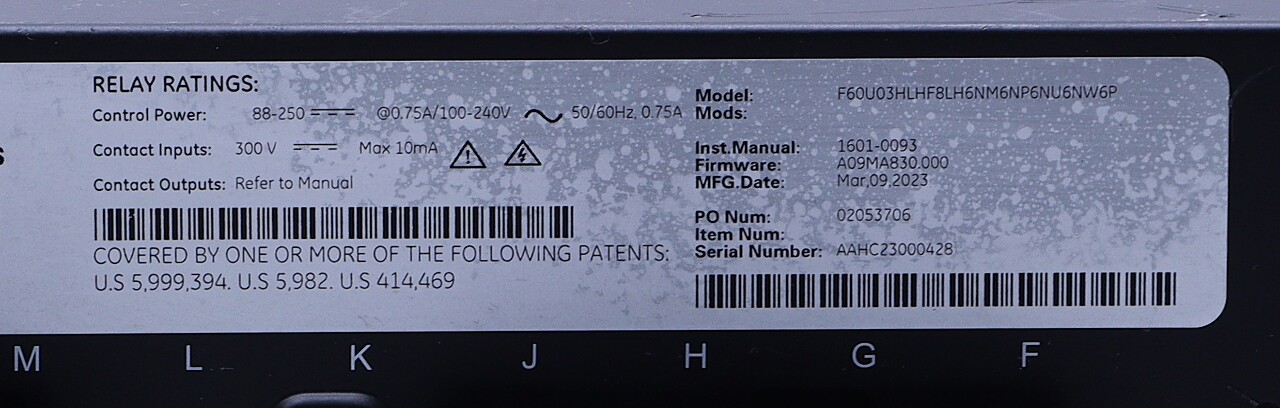 RELAY RATINGS:
Control Power: 88-250 @0.75A/100-240V 50/60Hz, 0.75A
Contact Inputs: 300 V Max 10mA
Contact Outputs: Refer to Manual
COVERED BY ONE OR MORE OF THE FOLLOWING PATENTS:
U.S 5,999,394. U.S 5,982. U.S 414,469
Model: F60U03HLHF8LH6NM6NP6NU6NW6P
Mods:
Inst.Manual: 1601-0093
Firmware: A09MA830.000
MFG.Date: Mar,09,2023
PO Num: 02053706
Item Num:
Serial Number: AAHC23000428
M L K J H G F